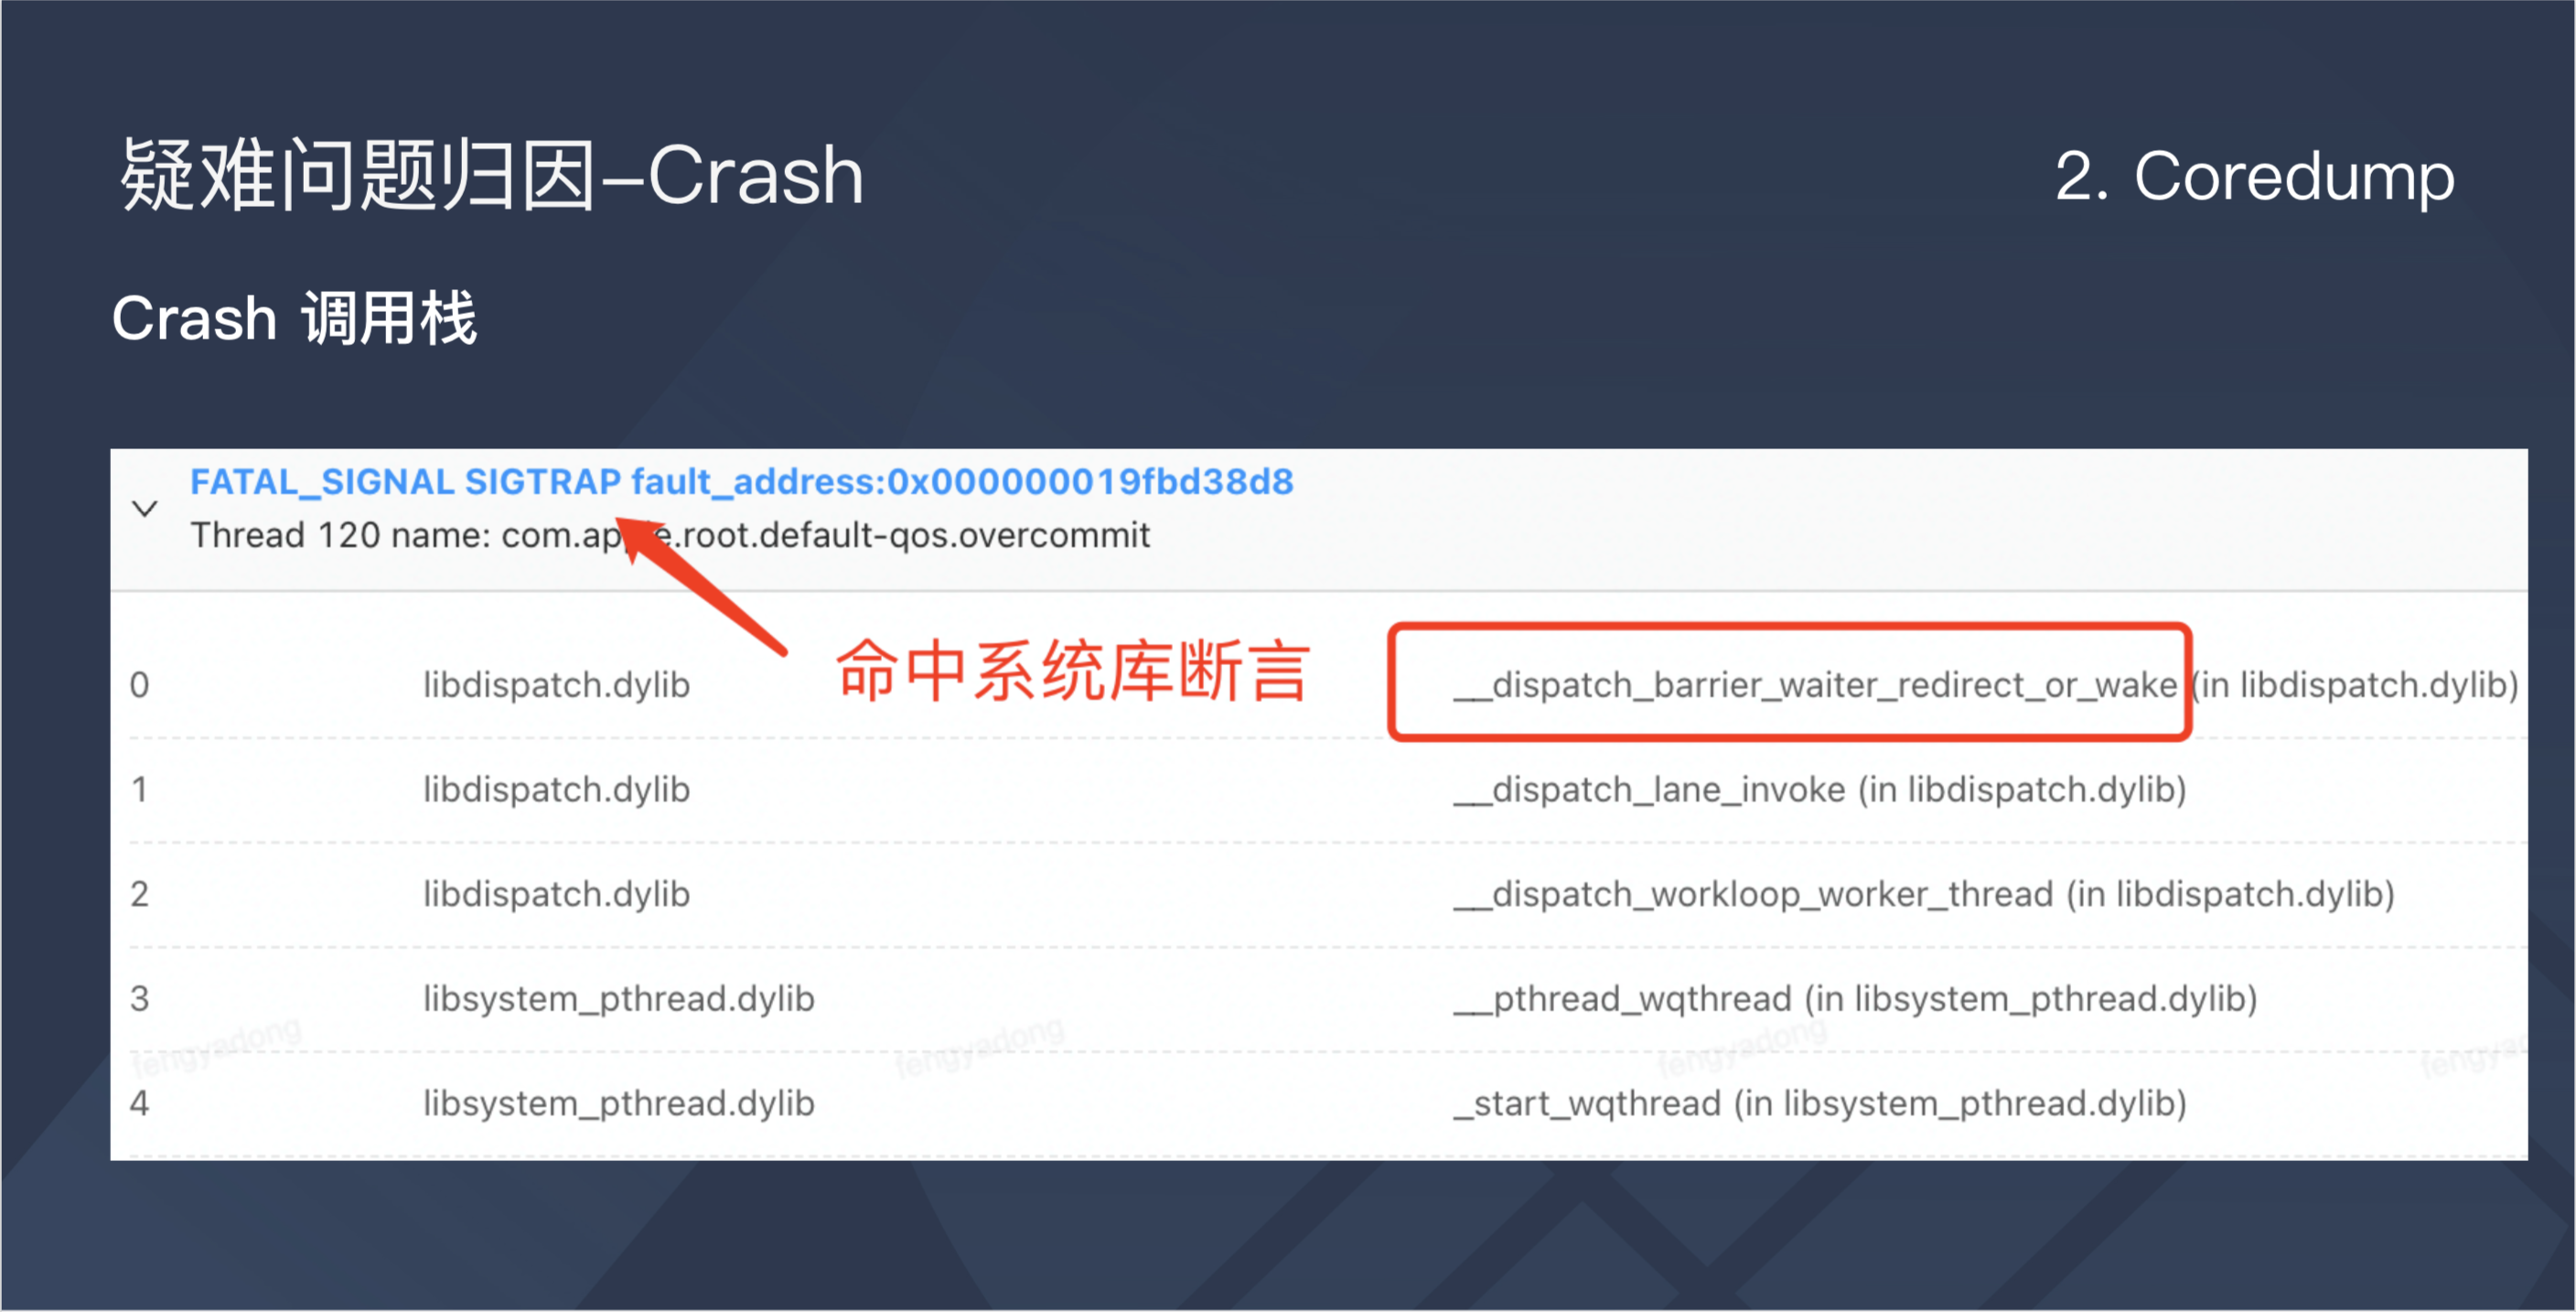 疑难问题归因–Crash
2. Coredump
Crash 调用栈
FATAL_SIGNAL SIGTRAP fault_address:0x000000019fbd38d8
Thread 120 name: com.apple.root.default-qos.overcommit
命中系统库断言
0 libdispatch.dylib __dispatch_barrier_waiter_redirect_or_wake (in libdispatch.dylib)
1 libdispatch.dylib __dispatch_lane_invoke (in libdispatch.dylib)
2 libdispatch.dylib __dispatch_workloop_worker_thread (in libdispatch.dylib)
3 libsystem_pthread.dylib __pthread_wqthread (in libsystem_pthread.dylib)
fengyadong fengyadong fengyadong fengya
4 libsystem_pthread.dylib _start_wqthread (in libsystem_pthread.dylib)